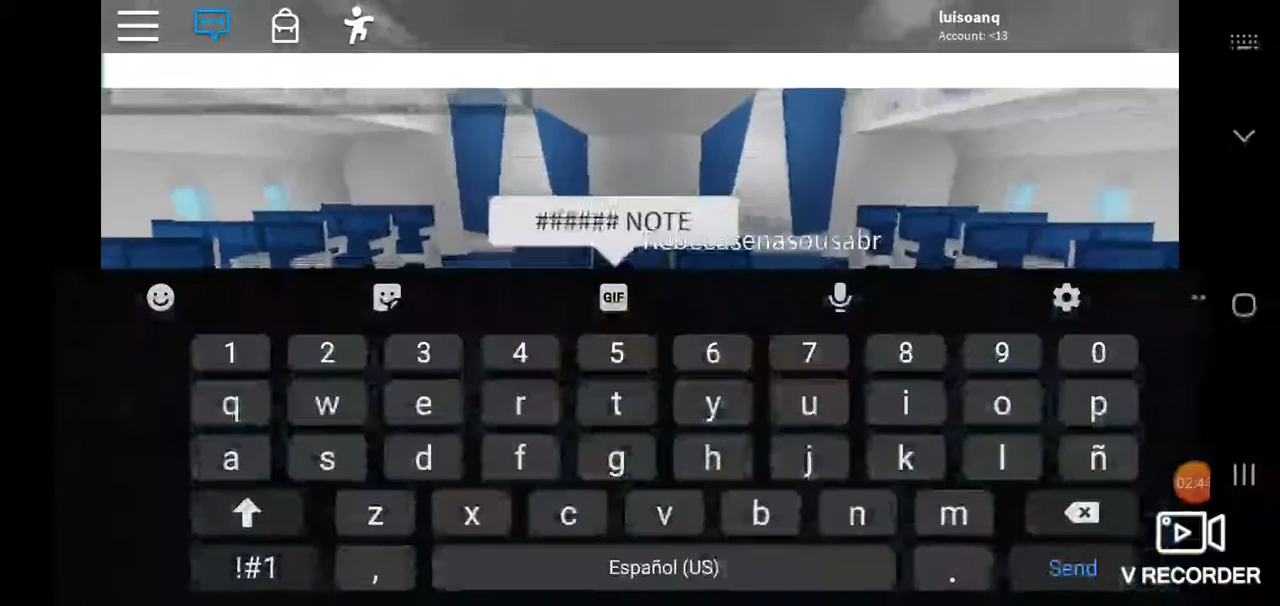 luisoanq
Account: <13
###### NOTE
GIF
1 2 3 4 5 6 7 8 9 0
q w e r t y u i o p
a s d f g h j k l ñ
z x c v b n m
!#1 , Español (US) . Send
V RECORDER